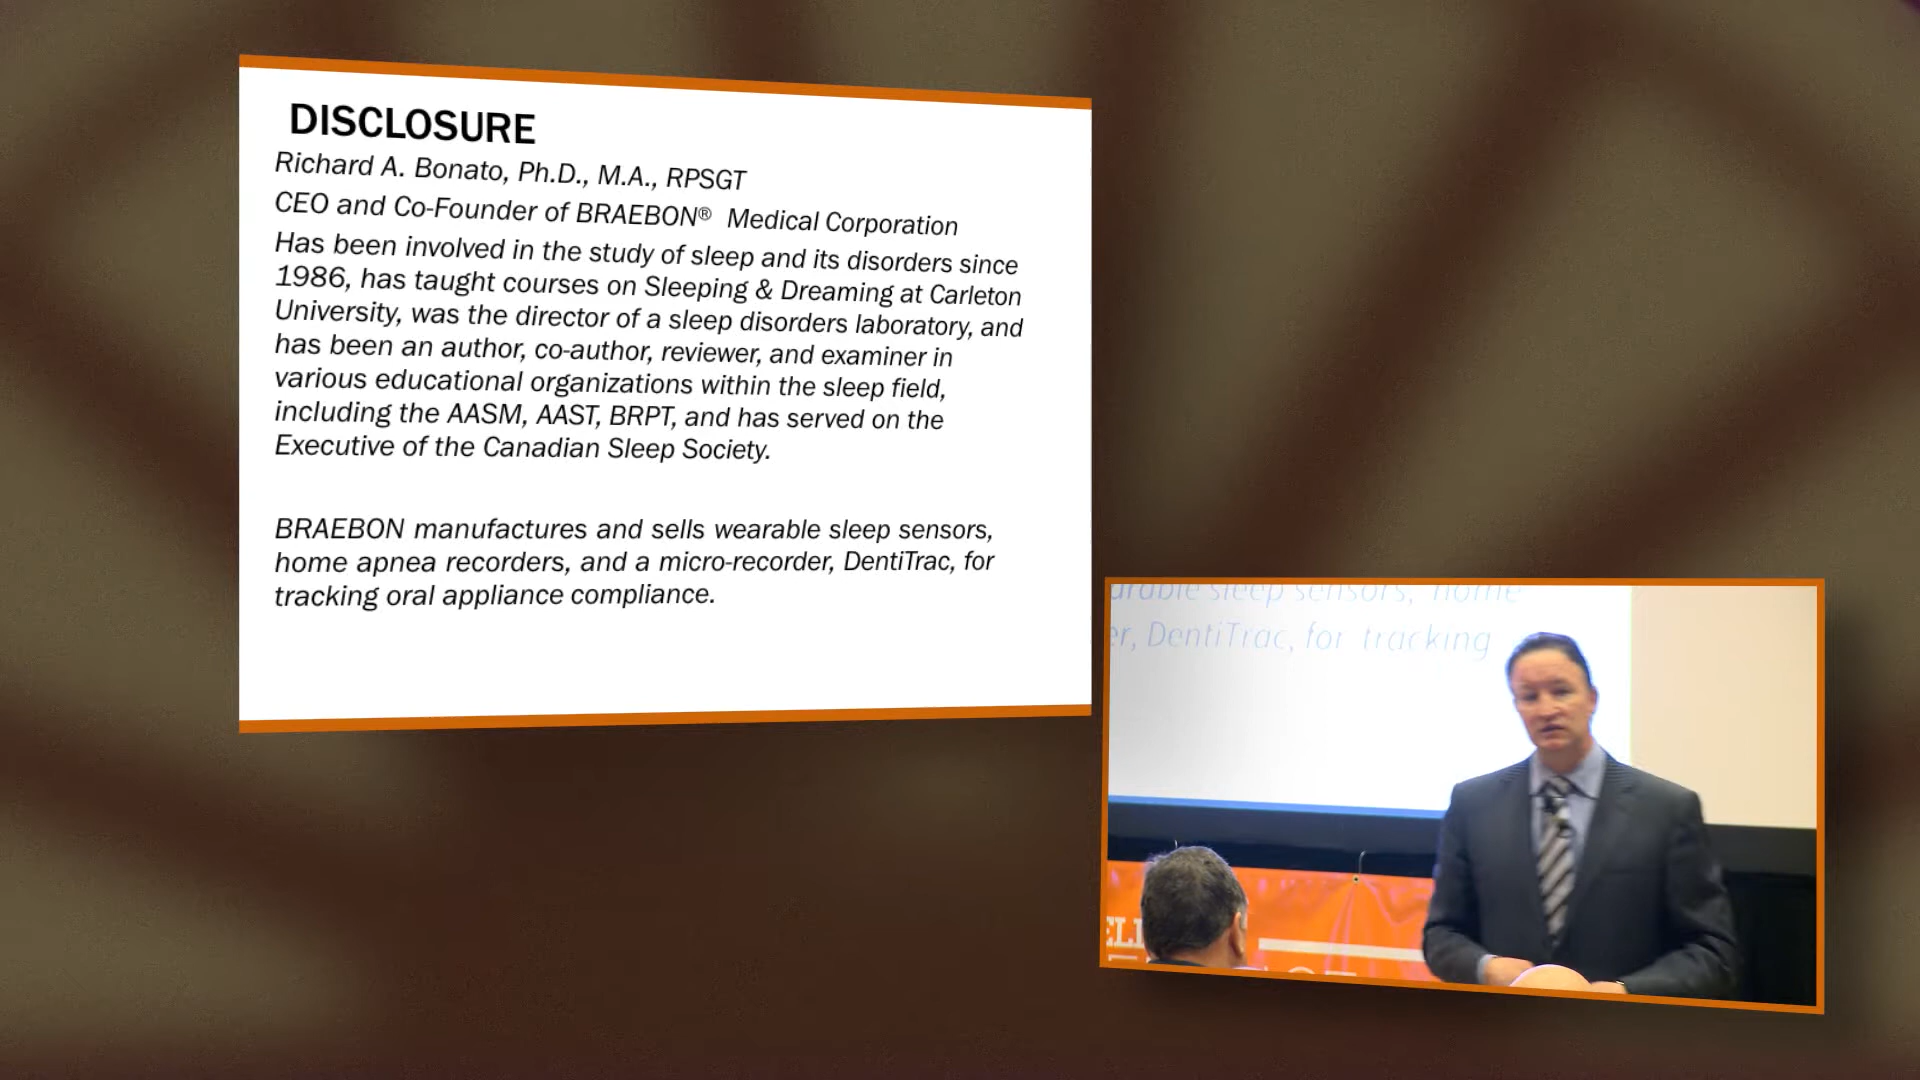 DISCLOSURE
Richard A. Bonato, Ph.D., M.A., RPSGT
CEO and Co-Founder of BRAEBON® Medical Corporation
Has been involved in the study of sleep and its disorders since
1986, has taught courses on Sleeping & Dreaming at Carleton
University, was the director of a sleep disorders laboratory, and
has been an author, co-author, reviewer, and examiner in
various educational organizations within the sleep field,
including the AASM, AAST, BRPT, and has served on the
Executive of the Canadian Sleep Society.
BRAEBON manufactures and sells wearable sleep sensors,
home apnea recorders, and a micro-recorder, DentiTrac, for
tracking oral appliance compliance.
sleep sensors, home
er, DentiTrac, for tracking